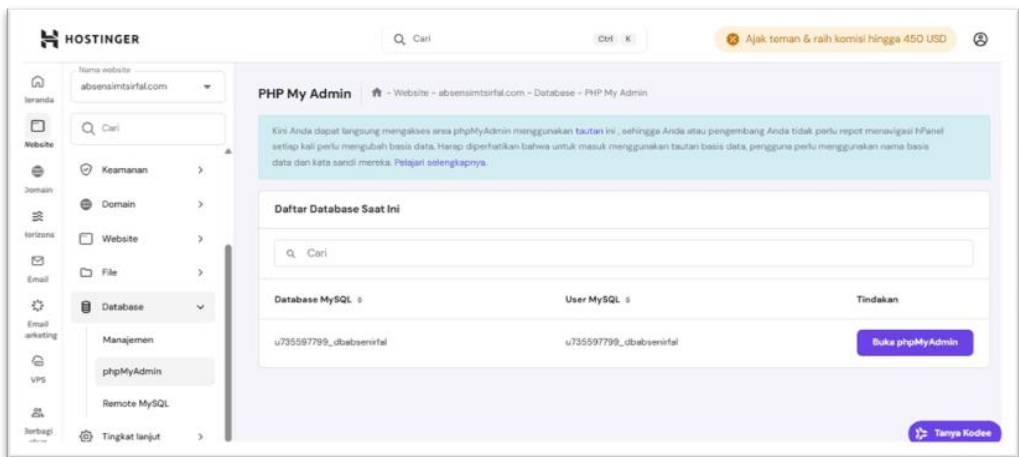 HOSTINGER
Cari
Ctrl K
Ajak teman & raih komisi hingga 450 USD
Beranda
Website
Domain
Horizons
Email
Email
VPS
Berbagi
Nama website
absensimtsirfal.com
Cari
Keamanan
Domain
Website
File
Database
Manajemen
phpMyAdmin
Remote MySQL
Tingkat lanjut
PHP My Admin
- Website - absensimtsirfal.com - Database - PHP My Admin
Kini Anda dapat langsung mengakses area phpMyAdmin menggunakan tautan ini , sehingga Anda atau pengembang Anda tidak perlu repot menavigasi hPanel
setiap kali perlu mengubah basis data. Harap diperhatikan bahwa untuk masuk menggunakan tautan basis data, pengguna perlu menggunakan nama basis
data dan kata sandi mereka. Pelajari selengkapnya.
Daftar Database Saat Ini
Cari
Database MySQL User MySQL Tindakan
u735597799_dbabsenirfal u735597799_dbabsenirfal Buka phpMyAdmin
Tanya Kodee